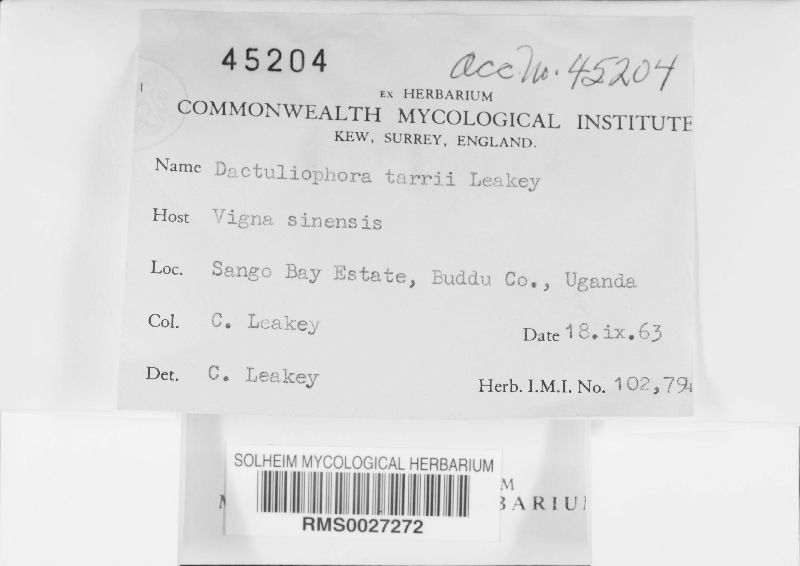 45204
acc No. 45204
EX HERBARIUM
COMMONWEALTH MYCOLOGICAL INSTITUTE
KEW, SURREY, ENGLAND.
Name Dactuliophora tarrii Leakey
Host Vigna sinensis
Loc. Sango Bay Estate, Buddu Co., Uganda
Col. C. Leakey
Date 18.ix.63
Det. C. Leakey
Herb. I.M.I. No. 102,79
SOLHEIM MYCOLOGICAL HERBARIUM
RMS0027272